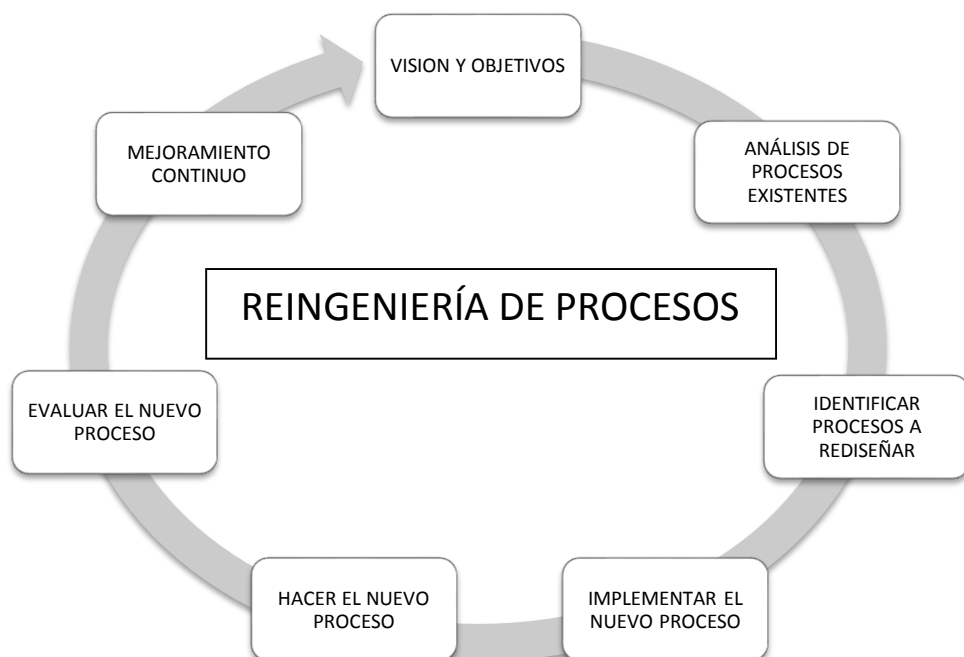 VISION Y OBJETIVOS
ANÁLISIS DE
PROCESOS
EXISTENTES
IDENTIFICAR
PROCESOS A
REDISEÑAR
IMPLEMENTAR EL
NUEVO PROCESO
HACER EL NUEVO
PROCESO
EVALUAR EL NUEVO
PROCESO
MEJORAMIENTO
CONTINUO
REINGENIERÍA DE PROCESOS